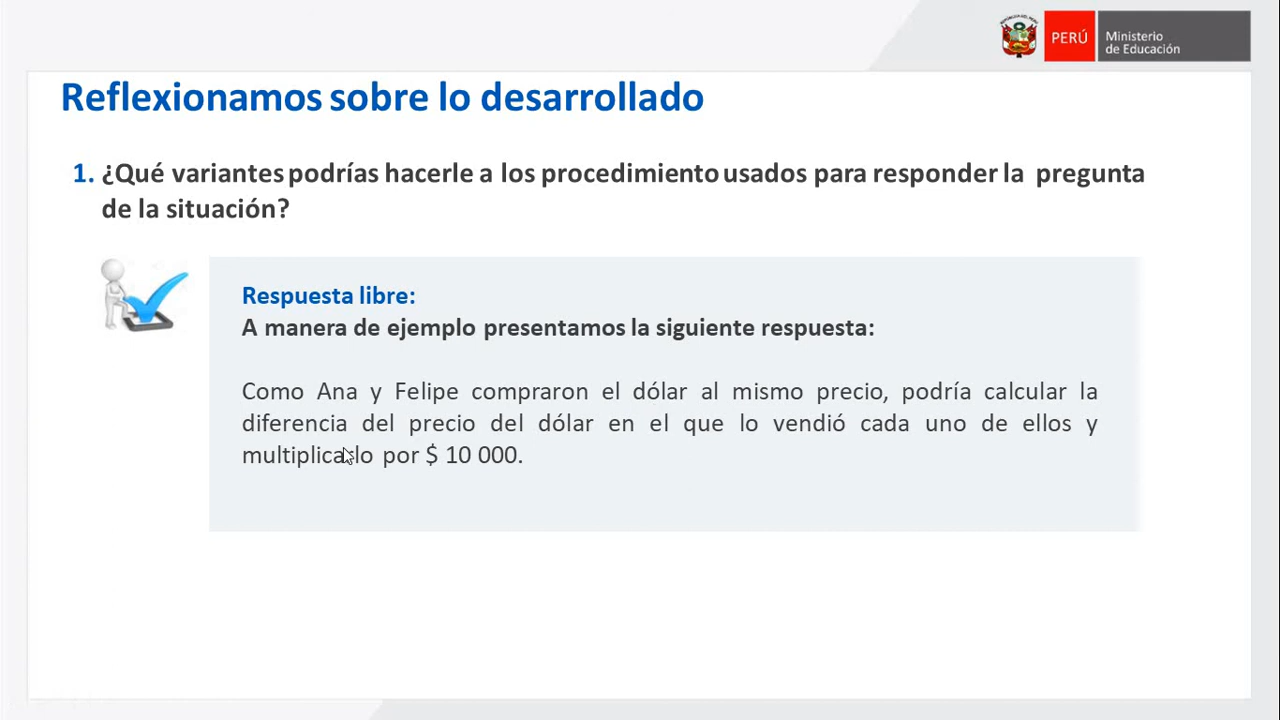 PERÚ
Ministerio
de Educación
Reflexionamos sobre lo desarrollado
1. ¿Qué variantes podrías hacerle a los procedimiento usados para responder la pregunta
de la situación?
Respuesta libre:
A manera de ejemplo presentamos la siguiente respuesta:
Como Ana y Felipe compraron el dólar al mismo precio, podría calcular la
diferencia del precio del dólar en el que lo vendió cada uno de ellos y
multiplicarlo por $ 10 000.